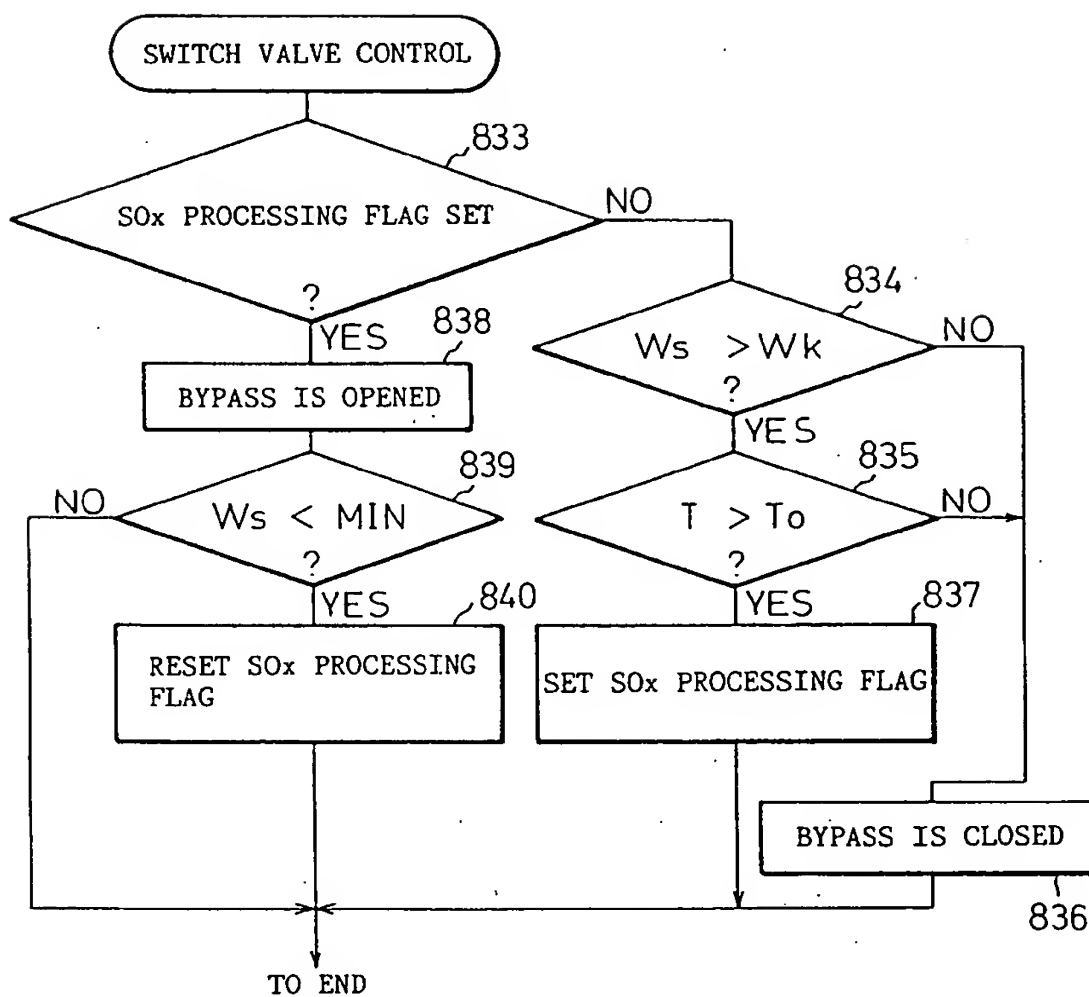 SWITCH VALVE CONTROL
833
SOx PROCESSING FLAG SET
?
NO
YES
834
Ws > Wk
?
NO
YES
838
BYPASS IS OPENED
839
NO
Ws < MIN
?
YES
835
T > To
?
NO
YES
840
RESET SOx PROCESSING
FLAG
837
SET SOx PROCESSING FLAG
BYPASS IS CLOSED
836
TO END